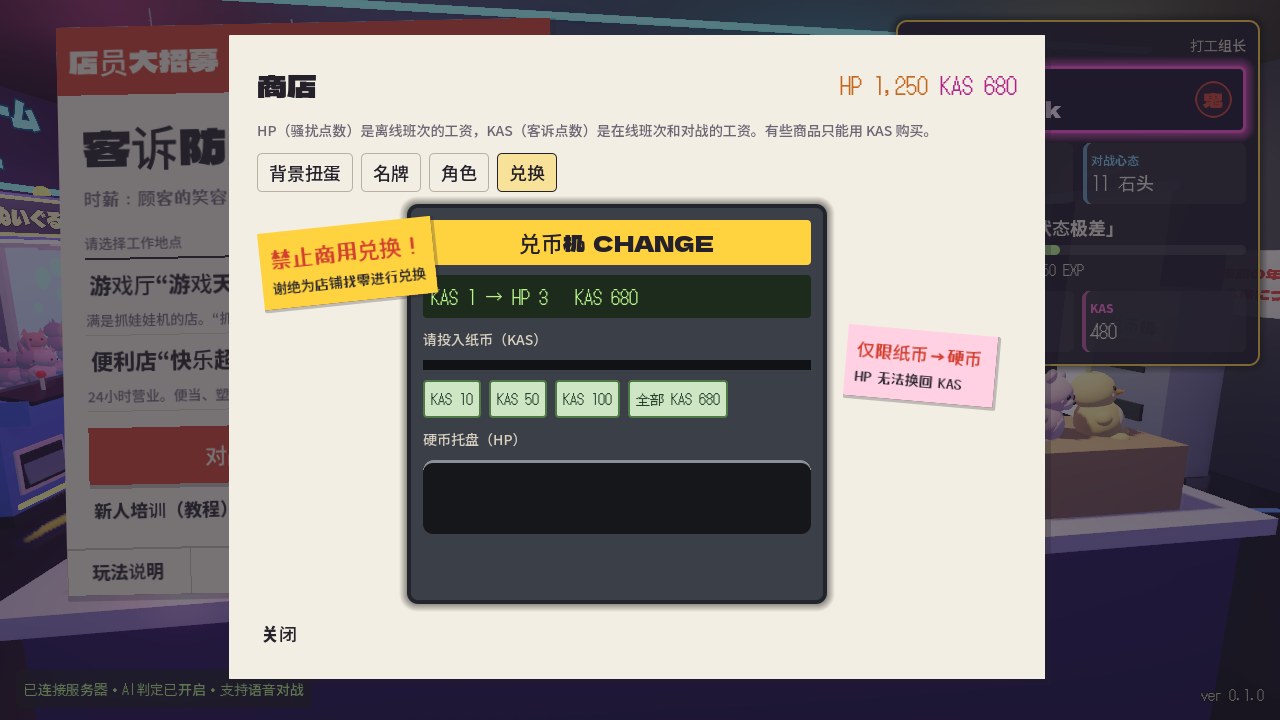 店员大招募
客诉防
时薪：顾客的笑容
请选择工作地点
游戏厅“游戏天
满是抓娃娃机的店。“抓
便利店“快乐超
24小时营业。便当、塑
对
新人培训（教程）
玩法说明
商店
HP 1,250 KAS 680
HP（骚扰点数）是离线班次的工资，KAS（客诉点数）是在线班次和对战的工资。有些商品只能用 KAS 购买。
背景扭蛋
名牌
角色
兑换
禁止商用兑换！
谢绝为店铺找零进行兑换
兑币机 CHANGE
KAS 1 → HP 3 KAS 680
请投入纸币（KAS）
KAS 10
KAS 50
KAS 100
全部 KAS 680
硬币托盘（HP）
仅限纸币→硬币
HP 无法换回 KAS
关闭
打工组长
k
对战心态
11 石头
状态极差」
50 EXP
KAS
480
已连接服务器·AI判定已开启·支持语音对战
ver 0.1.0